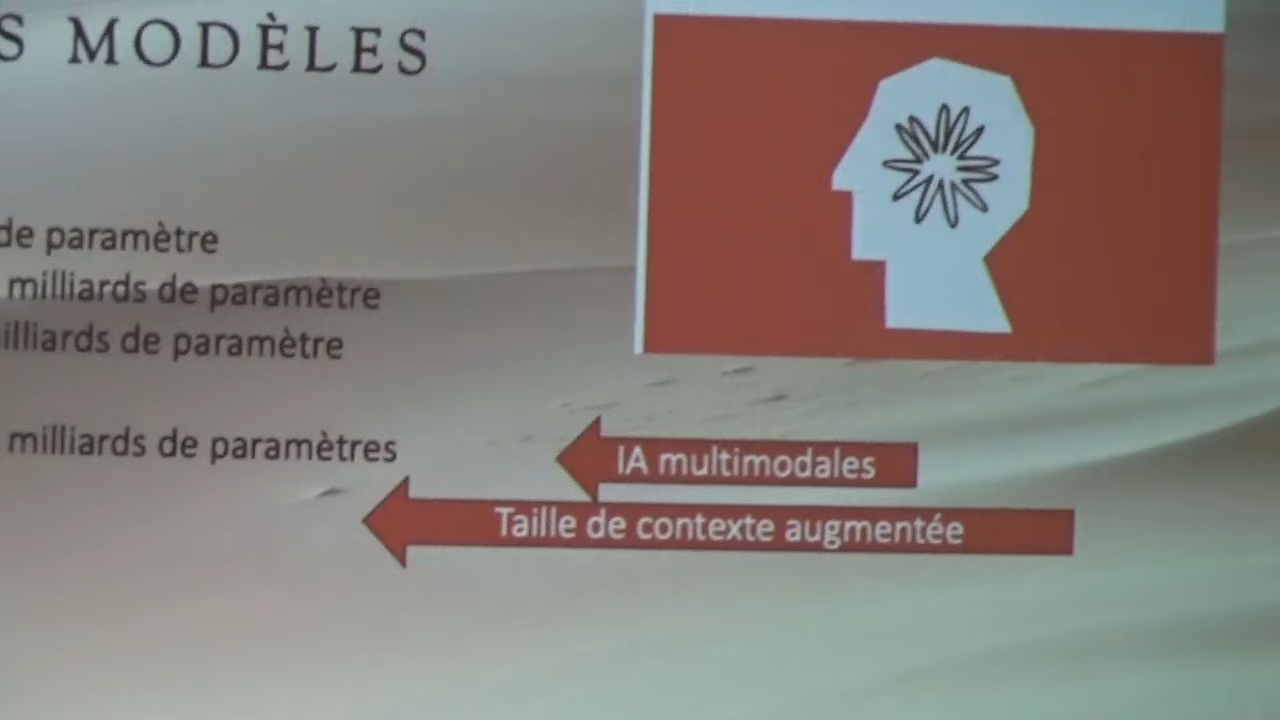 S MODÈLES
de paramètre
milliards de paramètre
illiards de paramètre
milliards de paramètres
IA multimodales
Taille de contexte augmentée